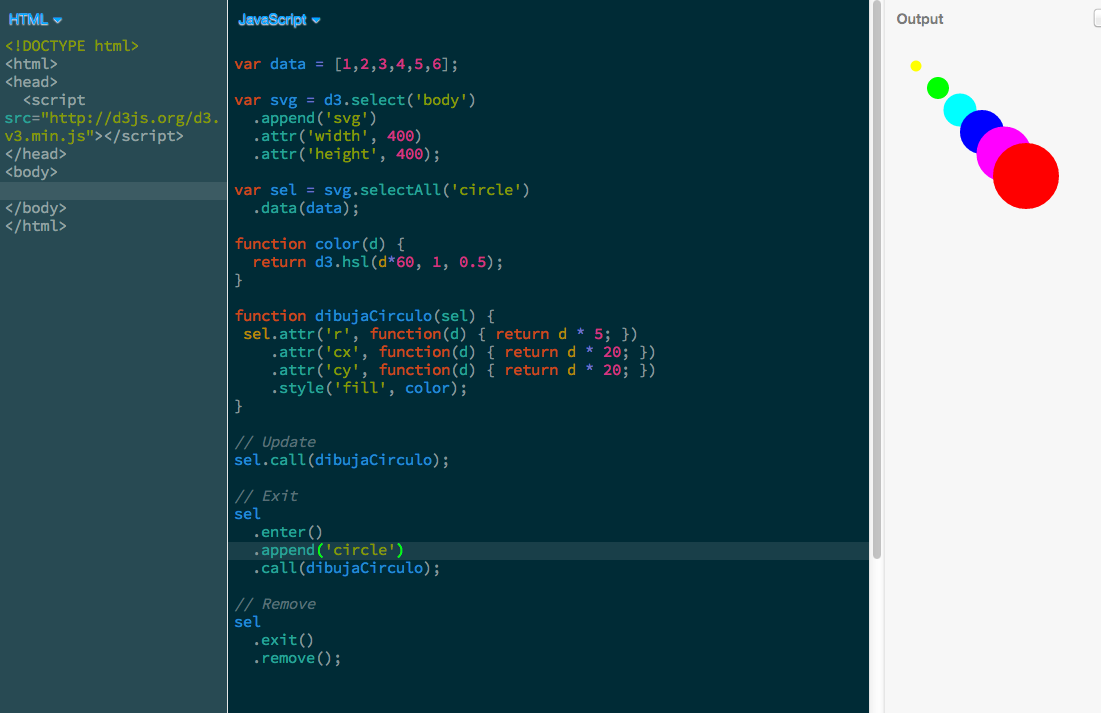 HTML
<!DOCTYPE html>
<html>
<head>
  <script
src="http://d3js.org/d3.
v3.min.js"></script>
</head>
<body>
</body>
</html>
JavaScript
var data = [1,2,3,4,5,6];
var svg = d3.select('body')
  .append('svg')
  .attr('width', 400)
  .attr('height', 400);
var sel = svg.selectAll('circle')
  .data(data);
function color(d) {
  return d3.hsl(d*60, 1, 0.5);
}
function dibujaCirculo(sel) {
 sel.attr('r', function(d) { return d * 5; })
    .attr('cx', function(d) { return d * 20; })
    .attr('cy', function(d) { return d * 20; })
    .style('fill', color);
}
// Update
sel.call(dibujaCirculo);
// Exit
sel
  .enter()
  .append('circle')
  .call(dibujaCirculo);
// Remove
sel
  .exit()
  .remove();
Output